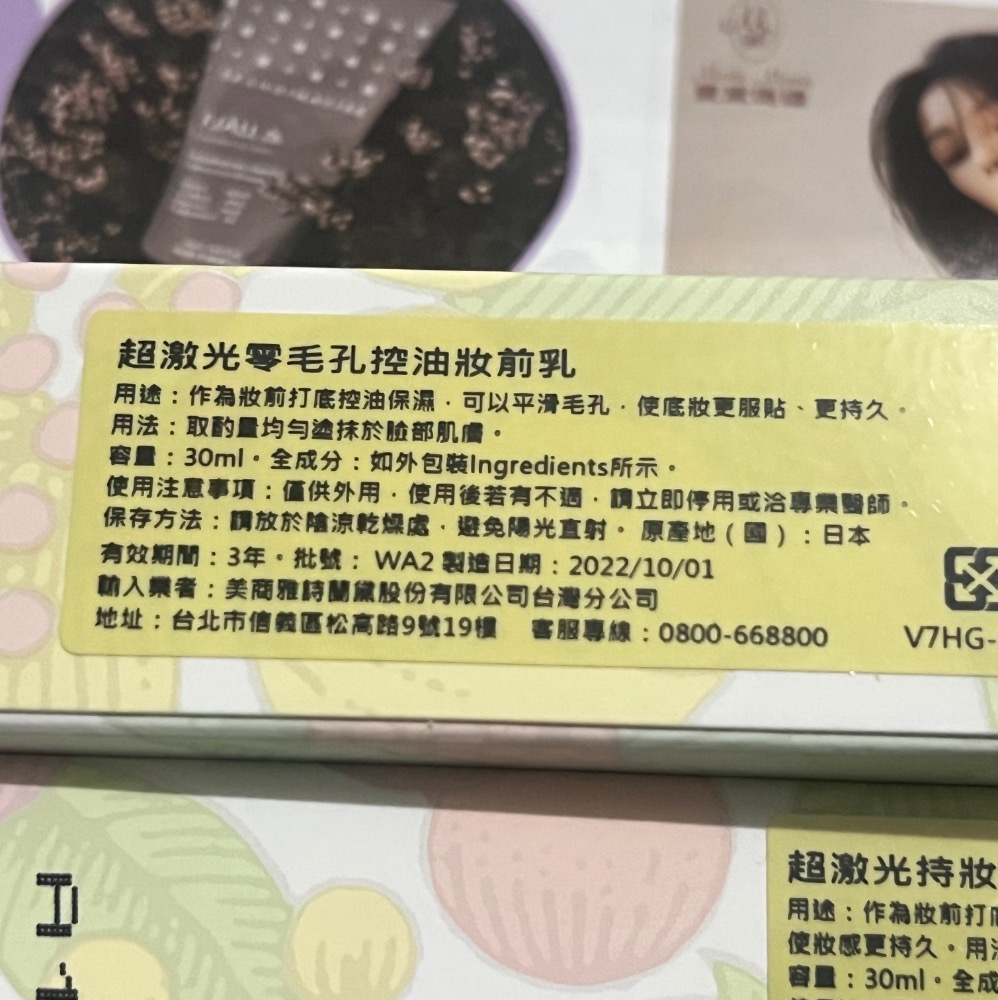 超激光零毛孔控油妝前乳
用途：作為妝前打底控油保濕，可以平滑毛孔，使底妝更服貼、更持久。
用法：取酌量均勻塗抹於臉部肌膚。
容量：30ml。全成分：如外包裝Ingredients所示。
使用注意事項：僅供外用，使用後若有不適，請立即停用或洽專業醫師。
保存方法：請放於陰涼乾燥處，避免陽光直射。原產地（國）：日本
有效期間：3年。批號：WA2 製造日期：2022/10/01
輸入業者：美商雅詩蘭黛股份有限公司台灣分公司
地址：台北市信義區松高路9號19樓 客服專線：0800-668800
V7HG-
超激光持妝
用途：作為妝前打
使妝感更持久。用
容量：30ml。全成